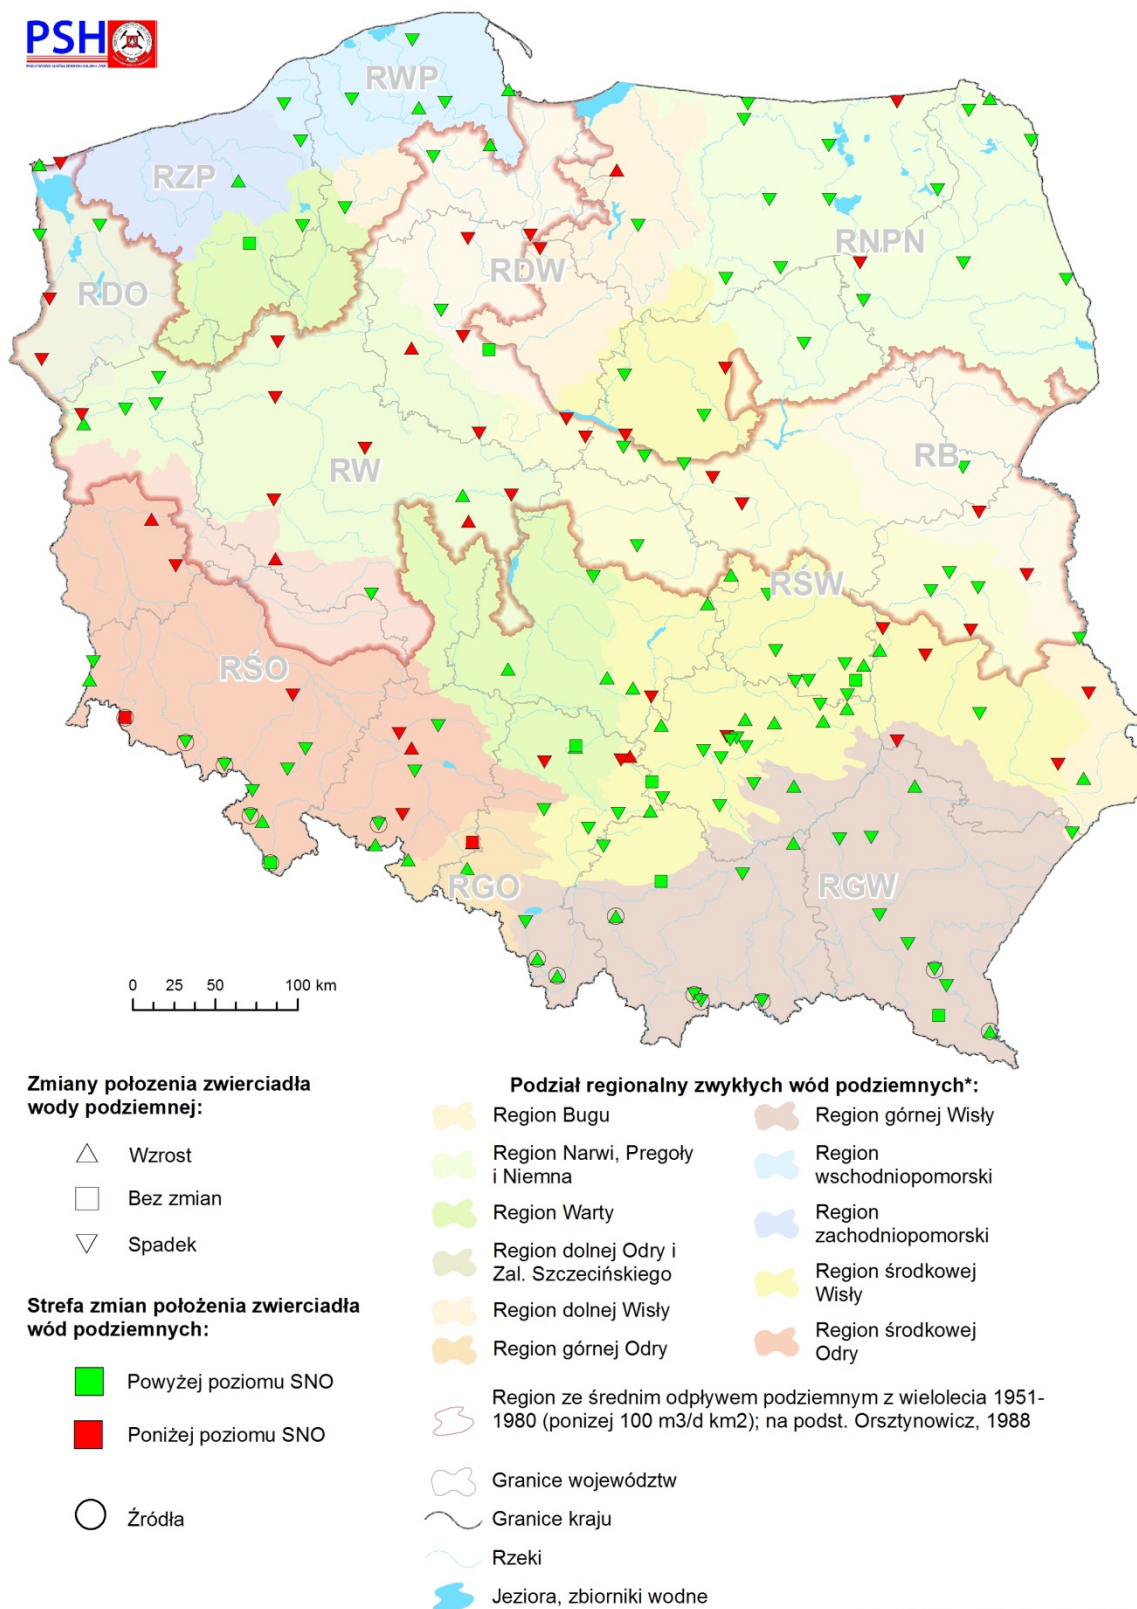 PSH
RWP
RZP
RNPN
RDW
RDO
RB
RW
RŚW
RŚO
RGO
RGW
0 25 50 100 km
Zmiany połozenia zwierciadła
wody podziemnej:
Wzrost
Bez zmian
Spadek
Strefa zmian położenia zwierciadła
wód podziemnych:
Powyżej poziomu SNO
Poniżej poziomu SNO
Źródła
Podział regionalny zwykłych wód podziemnych*:
Region Bugu
Region Narwi, Pregoły
i Niemna
Region Warty
Region dolnej Odry i
Zal. Szczecińskiego
Region dolnej Wisły
Region górnej Odry
Region górnej Wisły
Region
wschodniopomorski
Region
zachodniopomorski
Region środkowej
Wisły
Region środkowej
Odry
Region ze średnim odpływem podziemnym z wielolecia 1951-
1980 (ponizej 100 m3/d km2); na podst. Orsztynowicz, 1988
Granice województw
Granice kraju
Rzeki
Jeziora, zbiorniki wodne